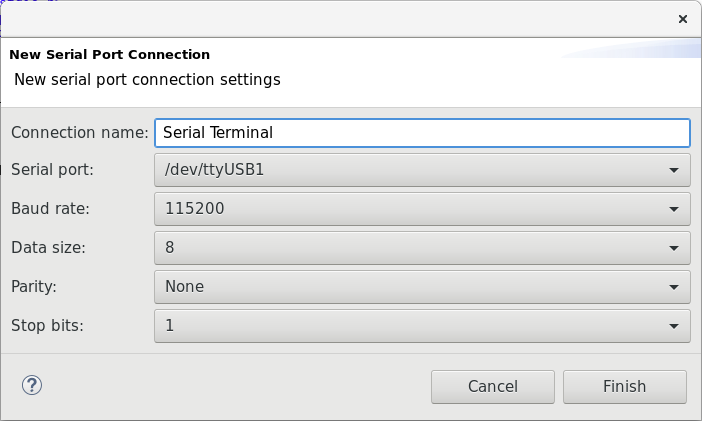 New Serial Port Connection
New serial port connection settings
Connection name: Serial Terminal
Serial port: /dev/ttyUSB1
Baud rate: 115200
Data size: 8
Parity: None
Stop bits: 1
? Cancel Finish